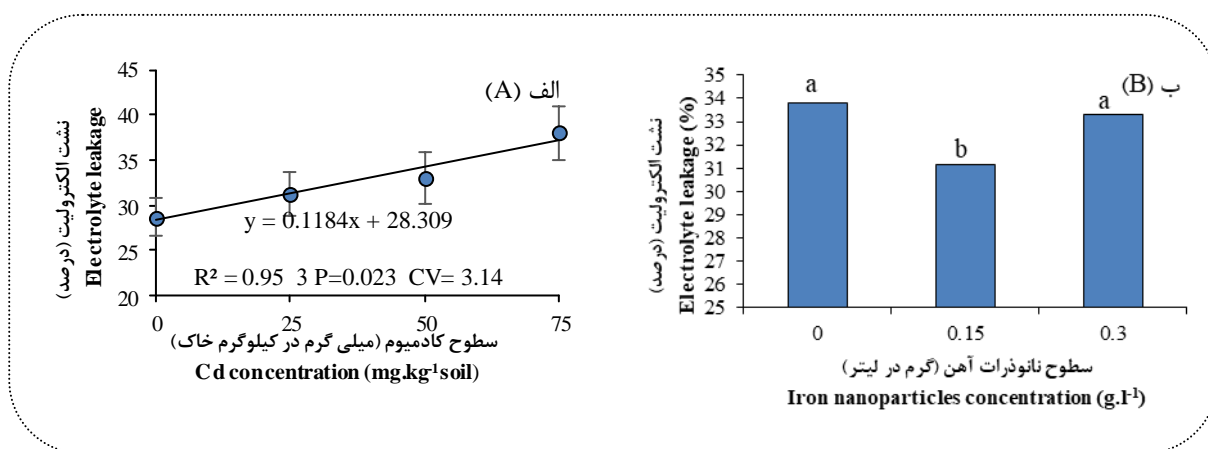 الف (A)
نشت الکترولیت (درصد)
Electrolyte leakage
45
40
35
30
25
20
y = 0.1184x + 28.309
R² = 0.95 3 P=0.023 CV= 3.14
0 25 50 75
سطوح کادمیوم (میلی گرم در کیلوگرم خاک)
Cd concentration (mg.kg-1 soil)
ب (B)
نشت الکترولیت (درصد)
Electrolyte leakage (%)
35
34
33
32
31
30
29
28
27
26
25
a
b
a
0 0.15 0.3
سطوح نانوذرات آهن (گرم در لیتر)
Iron nanoparticles concentration (g.l-1)